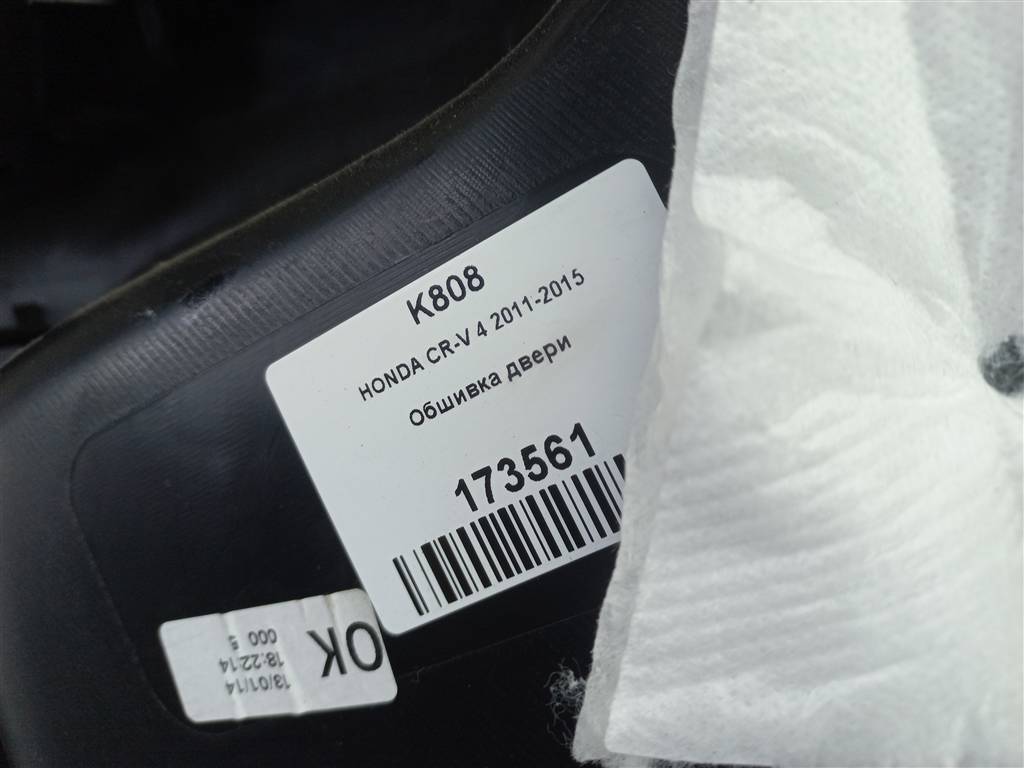 K808
HONDA CR-V 4 2011-2015
Обшивка двери
173561
OK
13/01/14
18:22:14
000 5